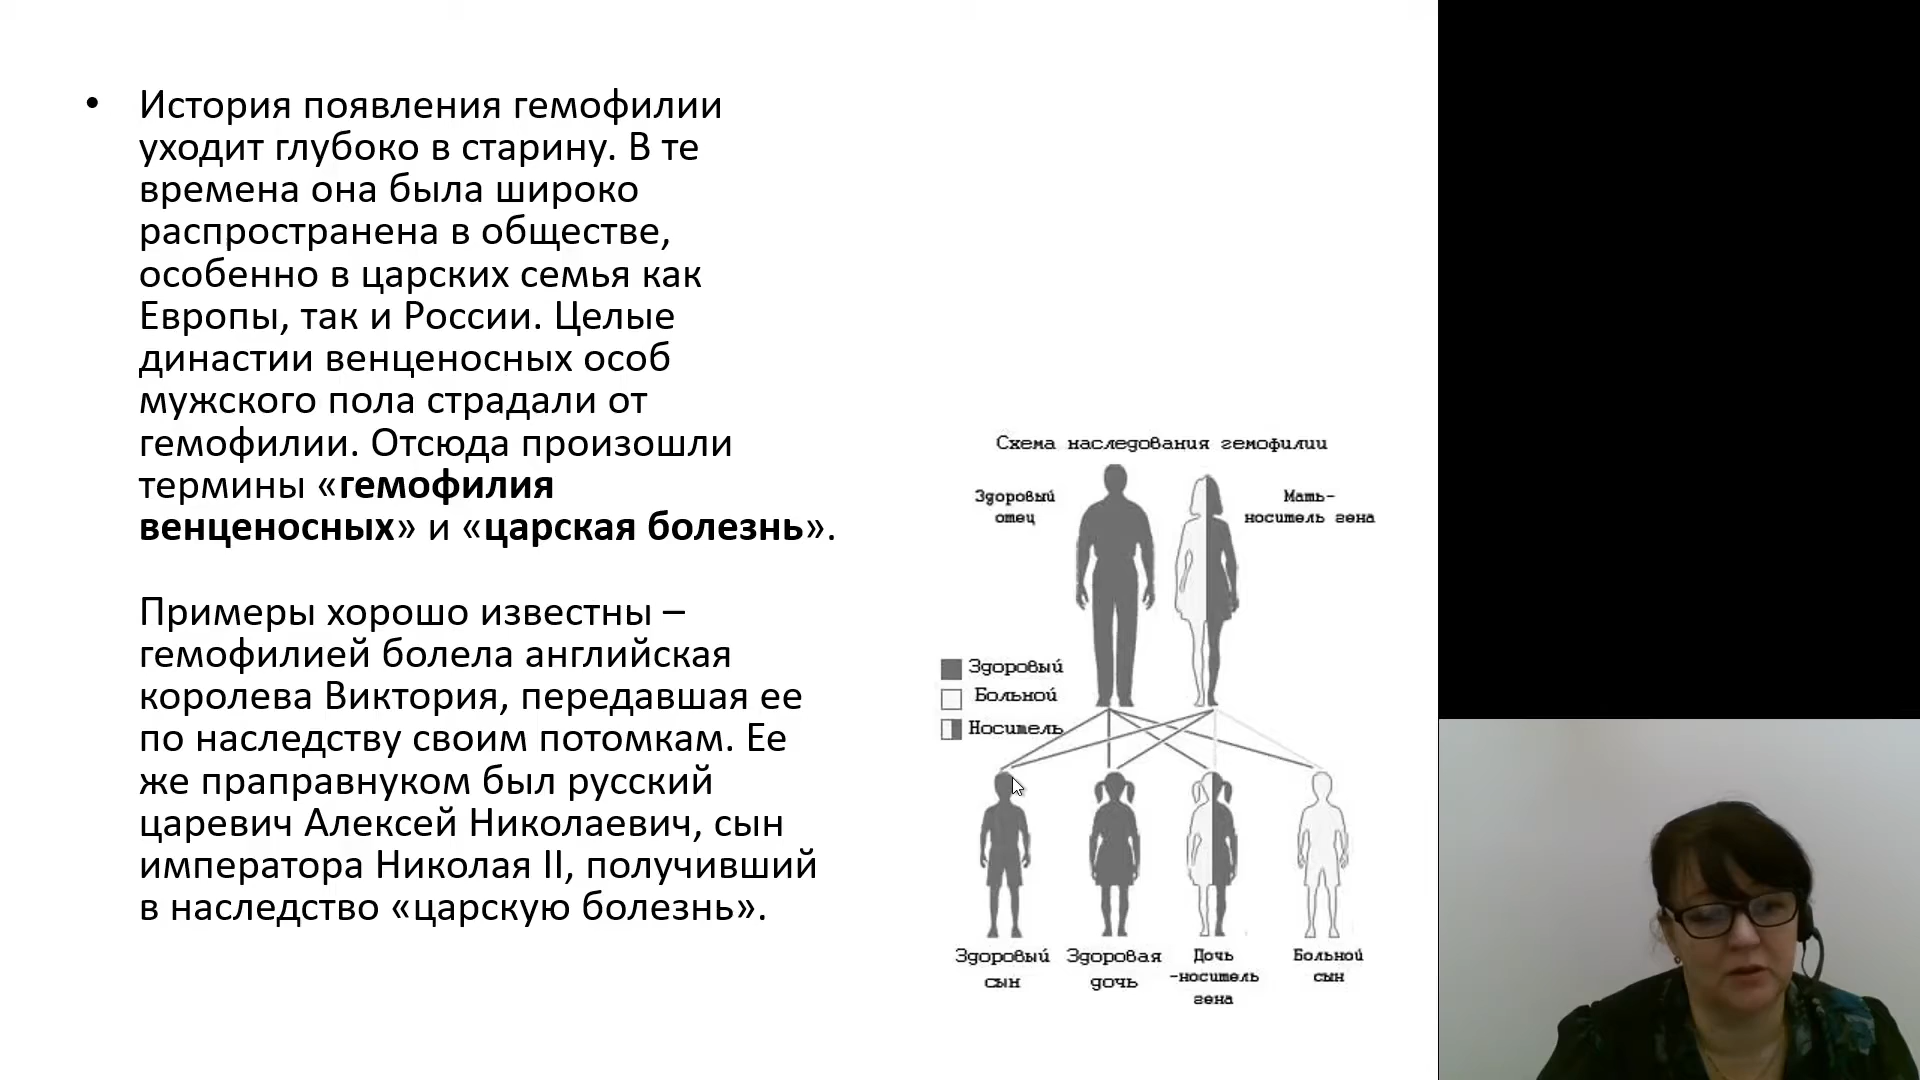 • История появления гемофилии
уходит глубоко в старину. В те
времена она была широко
распространена в обществе,
особенно в царских семья как
Европы, так и России. Целые
династии венценосных особ
мужского пола страдали от
гемофилии. Отсюда произошли
термины «гемофилия
венценосных» и «царская болезнь».
Примеры хорошо известны –
гемофилией болела английская
королева Виктория, передавшая ее
по наследству своим потомкам. Ее
же праправнуком был русский
царевич Алексей Николаевич, сын
императора Николая II, получивший
в наследство «царскую болезнь».
Схема наследования гемофилии
Здоровый
отец
Мать-
носитель гена
Здоровый
Больной
Носитель
Здоровый
сын
Здоровая
дочь
Дочь
-носитель
гена
Больной
сын